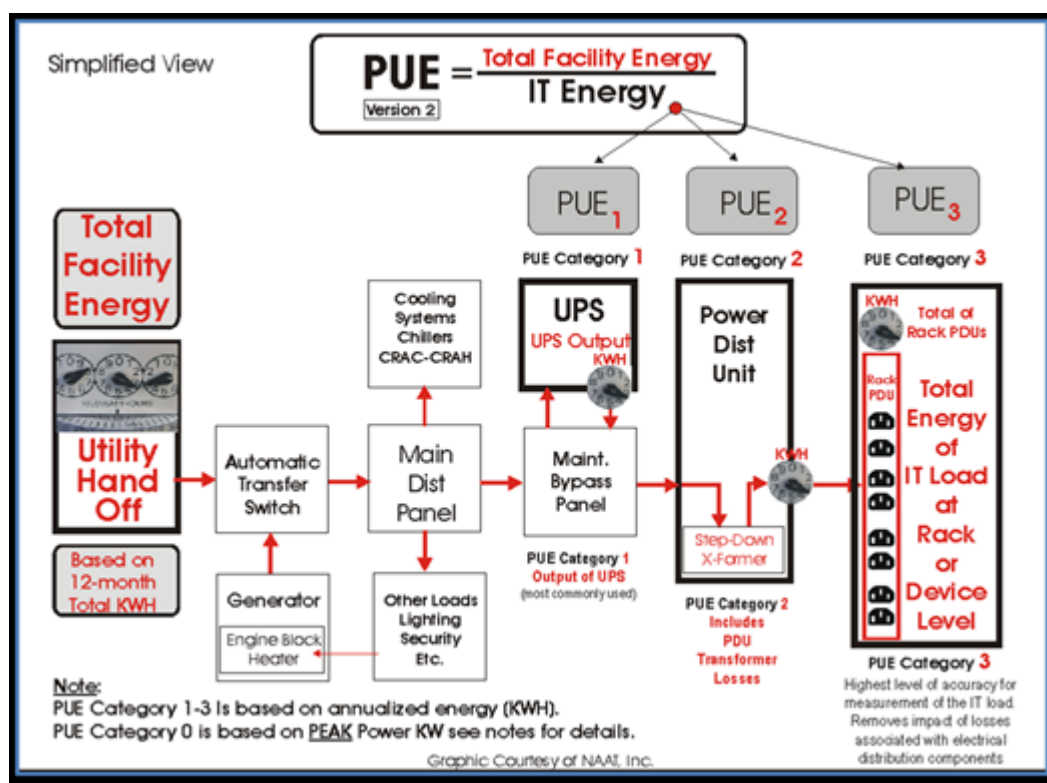 Simplified View
PUE = Total Facility Energy
IT Energy
Version 2
PUE 1
PUE 2
PUE 3
PUE Category 1
PUE Category 2
PUE Category 3
Total
Facility
Energy
Utility
Hand
Off
Based on
12-month
Total KWH
Automatic
Transfer
Switch
Generator
Engine Block
Heater
Cooling
Systems
Chillers
CRAC-CRAH
Main
Dist
Panel
Other Loads
Lighting
Security
Etc.
UPS
UPS Output
KWH
Maint.
Bypass
Panel
PUE Category 1
Output of UPS
(most commonly used)
Power
Dist
Unit
KWH
Step-Down
X-Former
PUE Category 2
Includes
PDU
Transformer
Losses
KWH
Total of
Rack PDUs
Rack
PDU
Total
Energy
of
IT Load
at
Rack
or
Device
Level
PUE Category 3
Highest level of accuracy for
measurement of the IT load.
Removes impact of losses
associated with electrical
distribution components
Note:
PUE Category 1-3 Is based on annualized energy (KWH).
PUE Category 0 is based on PEAK Power KW see notes for details.
Graphic Courtesy of NAAT, Inc.